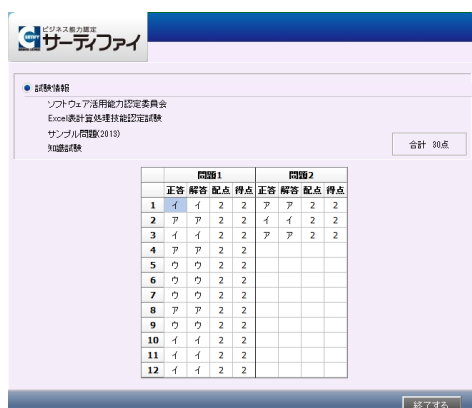 ビジネス能力認定
サーティファイ
試験情報
ソフトウェア活用能力認定委員会
Excel表計算処理技能認定試験
サンプル問題(2013)
知識試験
合計 30点
問題1 問題2
正答 解答 配点 得点 正答 解答 配点 得点
1 イ イ 2 2 ア ア 2 2
2 ア ア 2 2 イ イ 2 2
3 イ イ 2 2 ア ア 2 2
4 ア ア 2 2
5 ウ ウ 2 2
6 ウ ウ 2 2
7 ウ ウ 2 2
8 ア ア 2 2
9 ウ ウ 2 2
10 イ イ 2 2
11 イ イ 2 2
12 イ イ 2 2
終了する